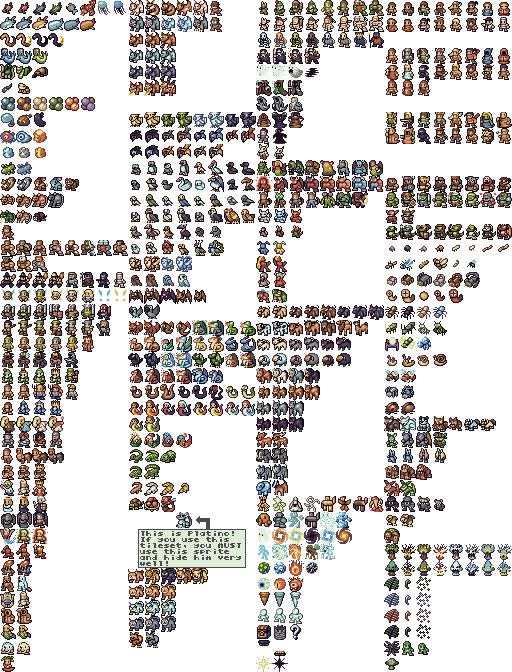 This is Platino!
If you use this
tileset, you MUST
use this sprite
and hide him very
well!